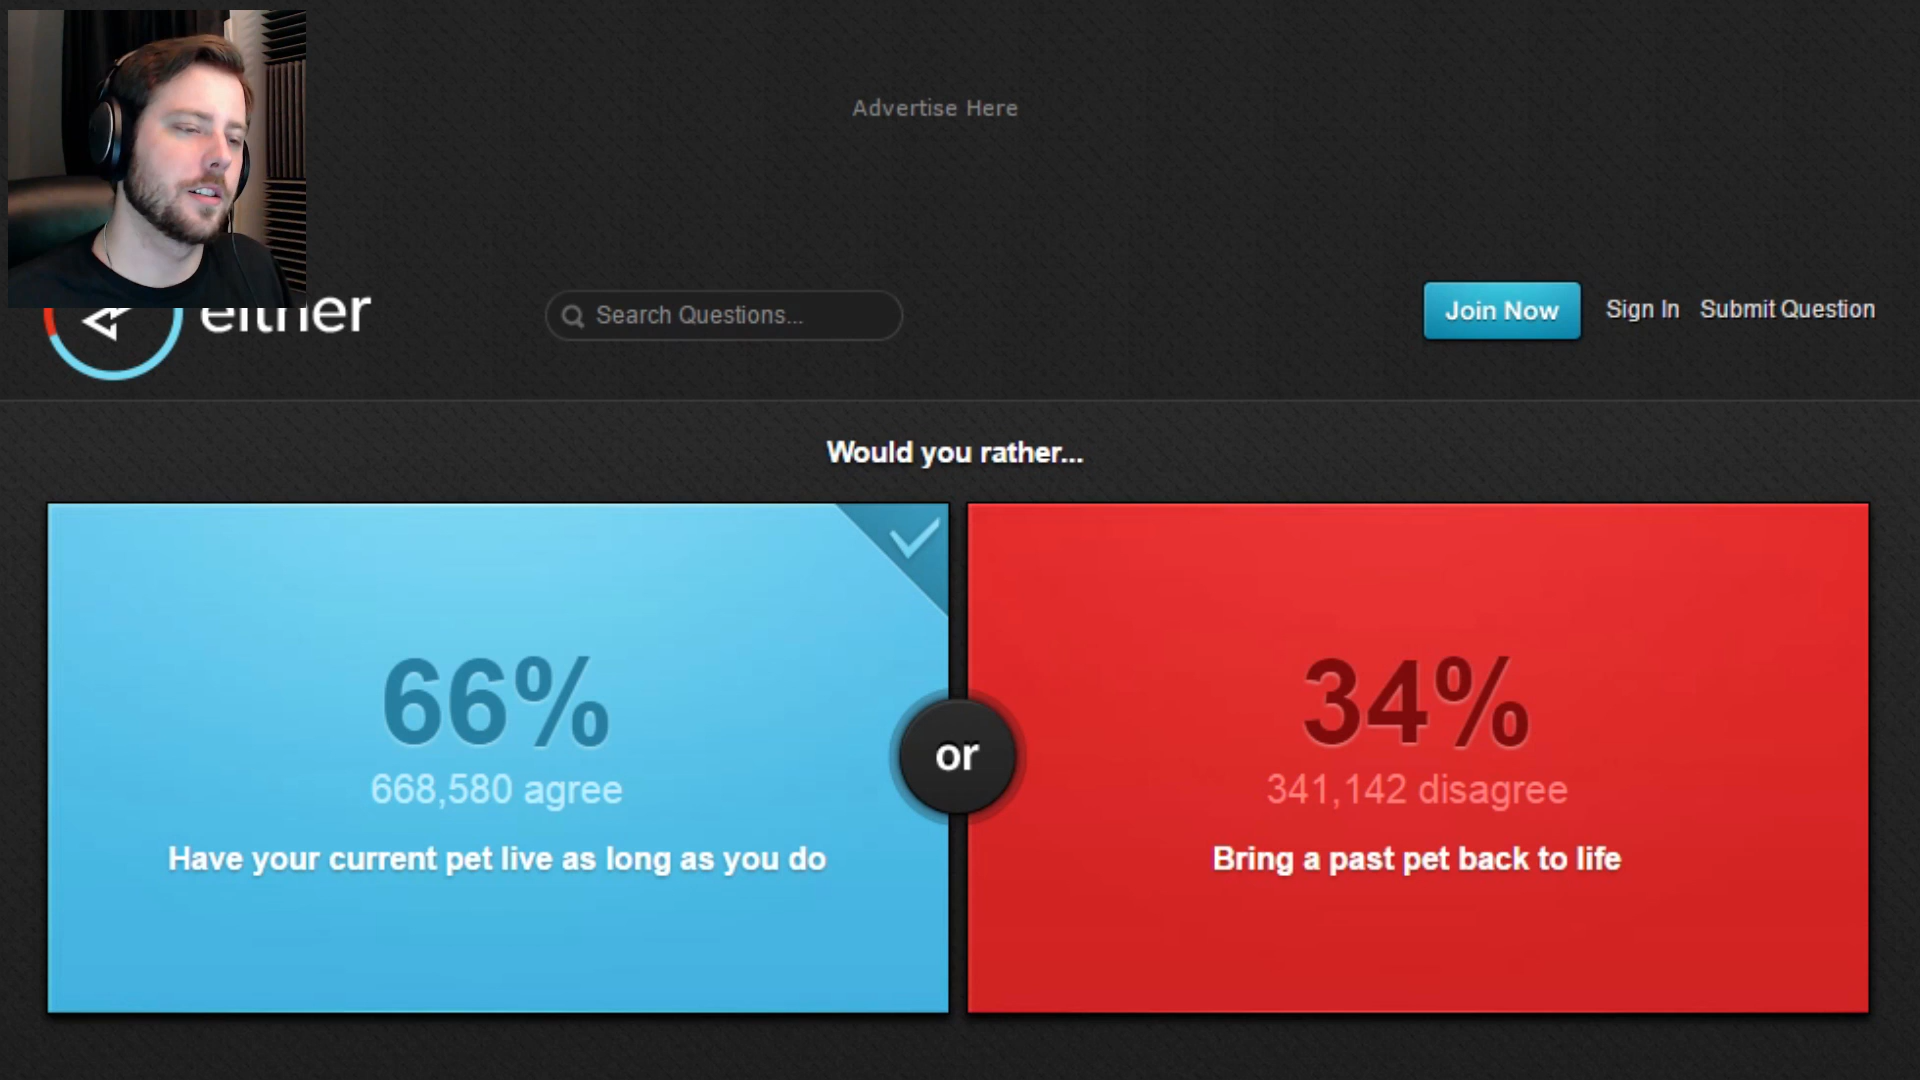 Advertise Here
either
Search Questions...
Join Now
Sign In
Submit Question
Would you rather...
66%
668,580 agree
Have your current pet live as long as you do
or
34%
341,142 disagree
Bring a past pet back to life